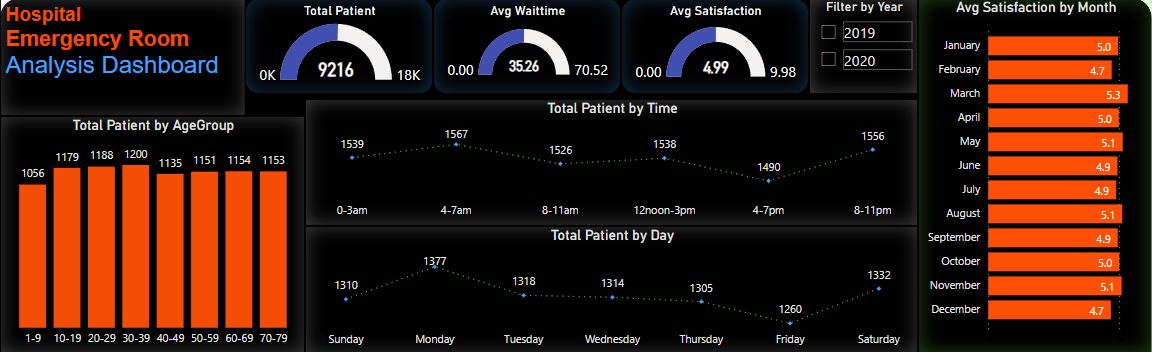 Hospital
Emergency Room
Analysis Dashboard
Total Patient
0K
9216
18K
Avg Waittime
0.00
35.26
70.52
Avg Satisfaction
0.00
4.99
9.98
Filter by Year
2019
2020
Total Patient by AgeGroup
1056 1179 1188 1200 1135 1151 1154 1153
1-9 10-19 20-29 30-39 40-49 50-59 60-69 70-79
Total Patient by Time
1539 1567 1526 1538 1490 1556
0-3am 4-7am 8-11am 12noon-3pm 4-7pm 8-11pm
Total Patient by Day
1310 1377 1318 1314 1305 1260 1332
Sunday Monday Tuesday Wednesday Thursday Friday Saturday
Avg Satisfaction by Month
January 5.0
February 4.7
March 5.3
April 5.0
May 5.1
June 4.9
July 4.9
August 5.1
September 4.9
October 5.0
November 5.1
December 4.7